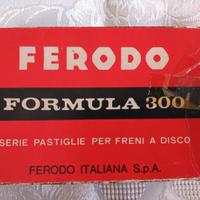 FERODO
FORMULA 300
SERIE PASTIGLIE PER FRENI A DISCO
FERODO ITALIANA S.p.A.